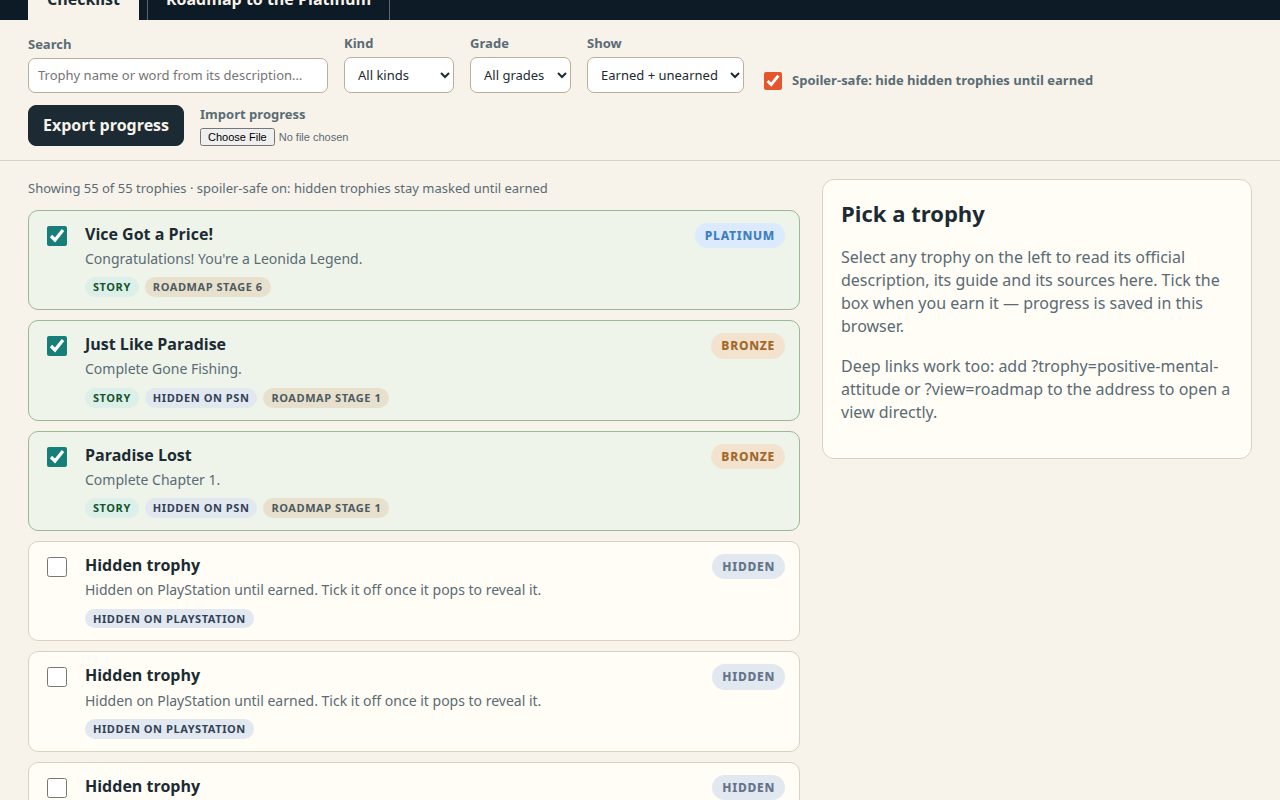 Checklist
Roadmap to the Platinum
Search
Kind
Grade
Show
Trophy name or word from its description...
All kinds
All grades
Earned + unearned
Spoiler-safe: hide hidden trophies until earned
Export progress
Import progress
Choose File No file chosen
Showing 55 of 55 trophies · spoiler-safe on: hidden trophies stay masked until earned
Vice Got a Price!
PLATINUM
Congratulations! You're a Leonida Legend.
STORY ROADMAP STAGE 6
Just Like Paradise
BRONZE
Complete Gone Fishing.
STORY HIDDEN ON PSN ROADMAP STAGE 1
Paradise Lost
BRONZE
Complete Chapter 1.
STORY HIDDEN ON PSN ROADMAP STAGE 1
Hidden trophy
HIDDEN
Hidden on PlayStation until earned. Tick it off once it pops to reveal it.
HIDDEN ON PLAYSTATION
Hidden trophy
HIDDEN
Hidden on PlayStation until earned. Tick it off once it pops to reveal it.
HIDDEN ON PLAYSTATION
Hidden trophy
HIDDEN
Pick a trophy
Select any trophy on the left to read its official
description, its guide and its sources here. Tick the
box when you earn it — progress is saved in this
browser.
Deep links work too: add ?trophy=positive-mental-
attitude or ?view=roadmap to the address to open a
view directly.